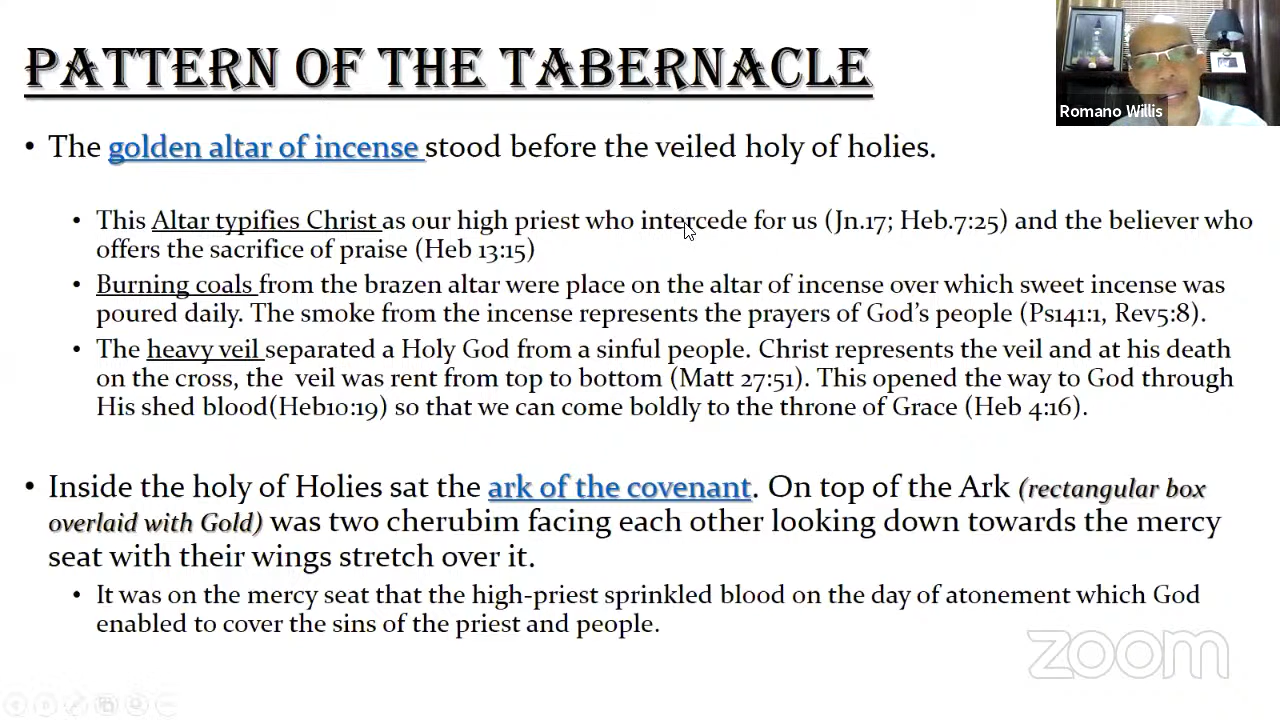 PATTERN OF THE TABERNACLE
Romano Willis
• The golden altar of incense stood before the veiled holy of holies.
• This Altar typifies Christ as our high priest who intercede for us (Jn.17; Heb.7:25) and the believer who
offers the sacrifice of praise (Heb 13:15)
• Burning coals from the brazen altar were place on the altar of incense over which sweet incense was
poured daily. The smoke from the incense represents the prayers of God's people (Ps141:1, Rev5:8).
• The heavy veil separated a Holy God from a sinful people. Christ represents the veil and at his death
on the cross, the veil was rent from top to bottom (Matt 27:51). This opened the way to God through
His shed blood(Heb10:19) so that we can come boldly to the throne of Grace (Heb 4:16).
• Inside the holy of Holies sat the ark of the covenant. On top of the Ark (rectangular box
overlaid with Gold) was two cherubim facing each other looking down towards the mercy
seat with their wings stretch over it.
• It was on the mercy seat that the high-priest sprinkled blood on the day of atonement which God
enabled to cover the sins of the priest and people.
zoom